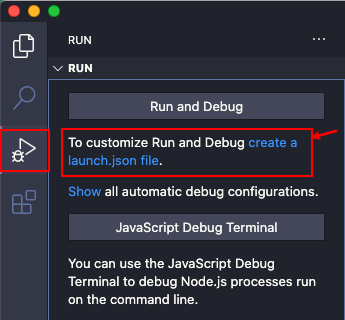 RUN
RUN
Run and Debug
To customize Run and Debug create a
launch.json file.
Show all automatic debug configurations.
JavaScript Debug Terminal
You can use the JavaScript Debug
Terminal to debug Node.js processes run
on the command line.